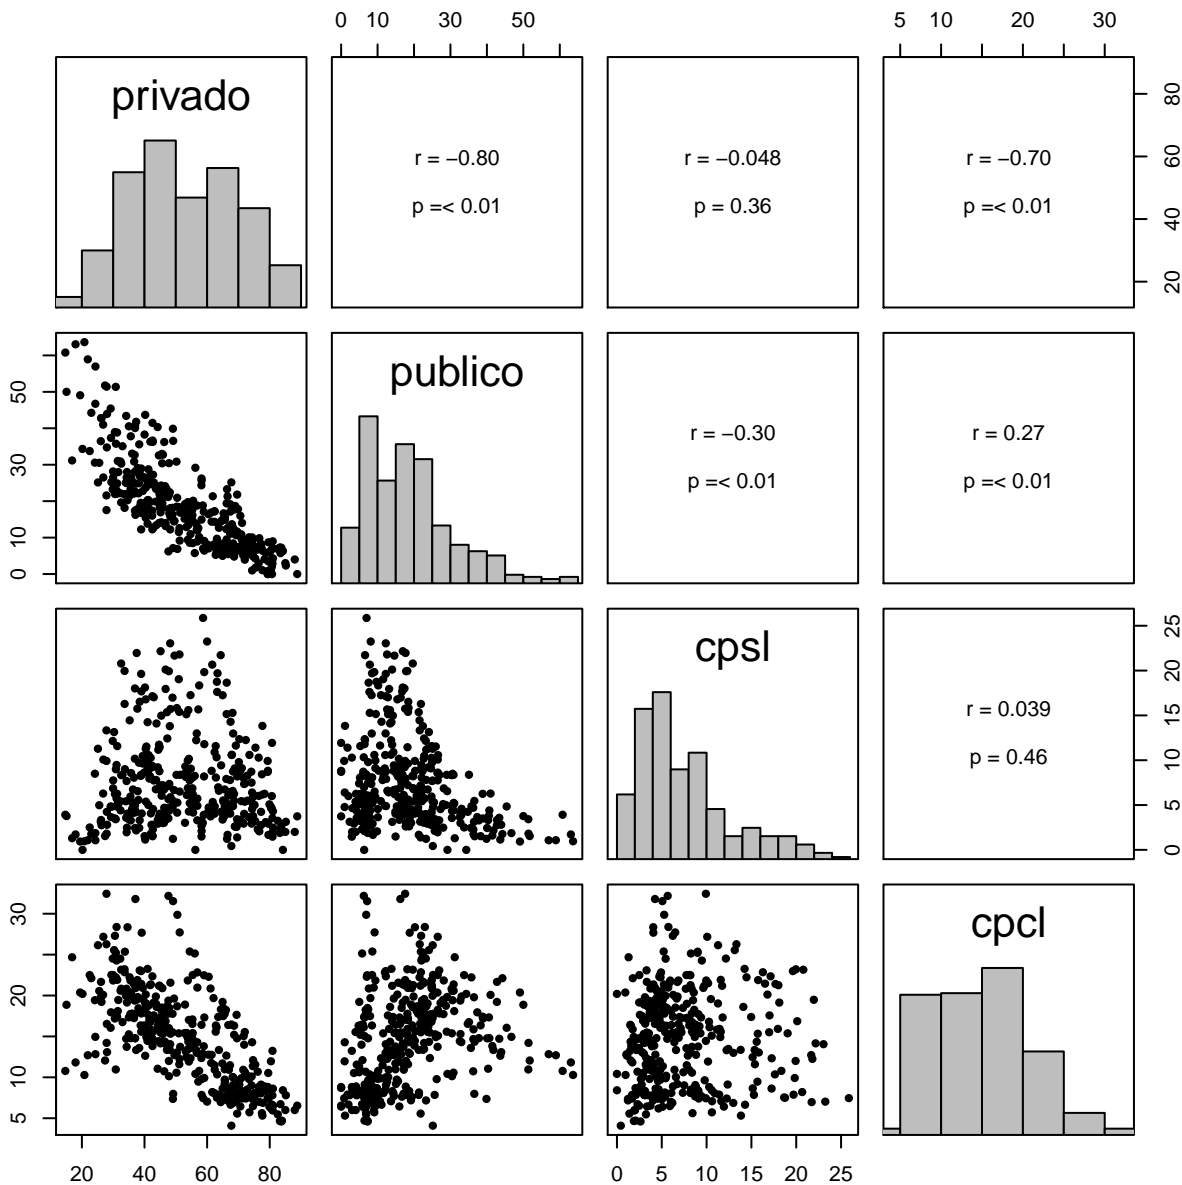 0 10 30 50
5 10 20 30
privado
r = −0.80
p =< 0.01
r = −0.048
p = 0.36
r = −0.70
p =< 0.01
20 40 60 80
0 10 30 50
publico
r = −0.30
p =< 0.01
r = 0.27
p =< 0.01
cpsl
r = 0.039
p = 0.46
0 5 10 15 20 25
5 10 20 30
cpcl
20 40 60 80
0 5 10 15 20 25